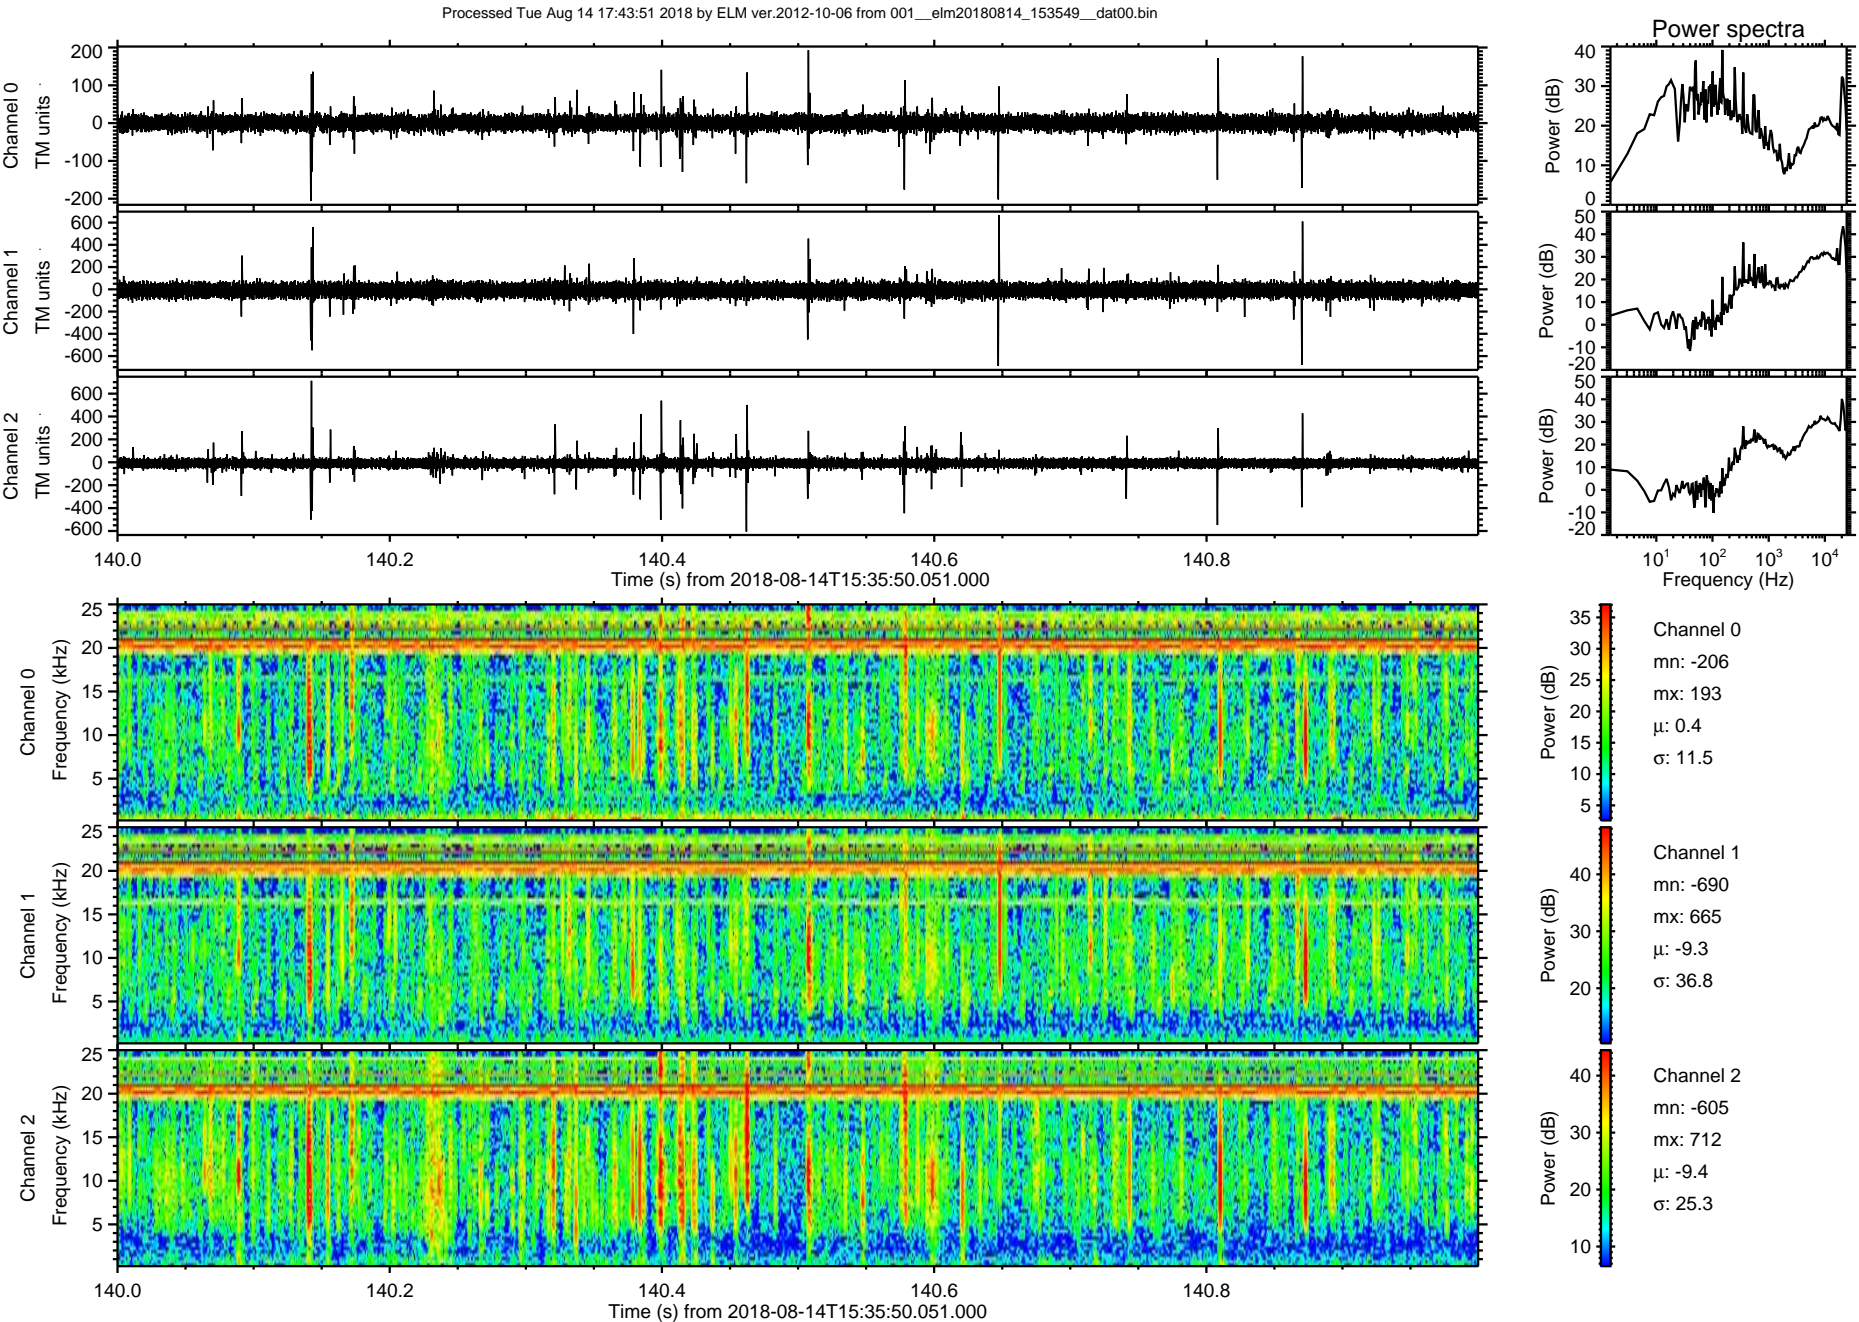 Processed Tue Aug 14 17:43:51 2018 by ELM ver.2012-10-06 from 001__elm20180814_153549__dat00.bin
Power spectra
Channel 0
TM units
200
100
0
-100
-200
Power (dB)
40
30
20
10
0
Channel 1
TM units
600
400
200
0
-200
-400
-600
Power (dB)
50
40
30
20
10
0
-10
-20
Channel 2
TM units
600
400
200
0
-200
-400
-600
Power (dB)
50
40
30
20
10
0
-10
-20
140.0 140.2 140.4 140.6 140.8
Time (s) from 2018-08-14T15:35:50.051.000
10¹ 10² 10³ 10⁴
Frequency (Hz)
Channel 0
Frequency (kHz)
25
20
15
10
5
Power (dB)
35
30
25
20
15
10
5
Channel 0
mn: -206
mx: 193
μ: 0.4
σ: 11.5
Channel 1
Frequency (kHz)
25
20
15
10
5
Power (dB)
40
30
20
Channel 1
mn: -690
mx: 665
μ: -9.3
σ: 36.8
Channel 2
Frequency (kHz)
25
20
15
10
5
Power (dB)
40
30
20
10
Channel 2
mn: -605
mx: 712
μ: -9.4
σ: 25.3
140.0 140.2 140.4 140.6 140.8
Time (s) from 2018-08-14T15:35:50.051.000